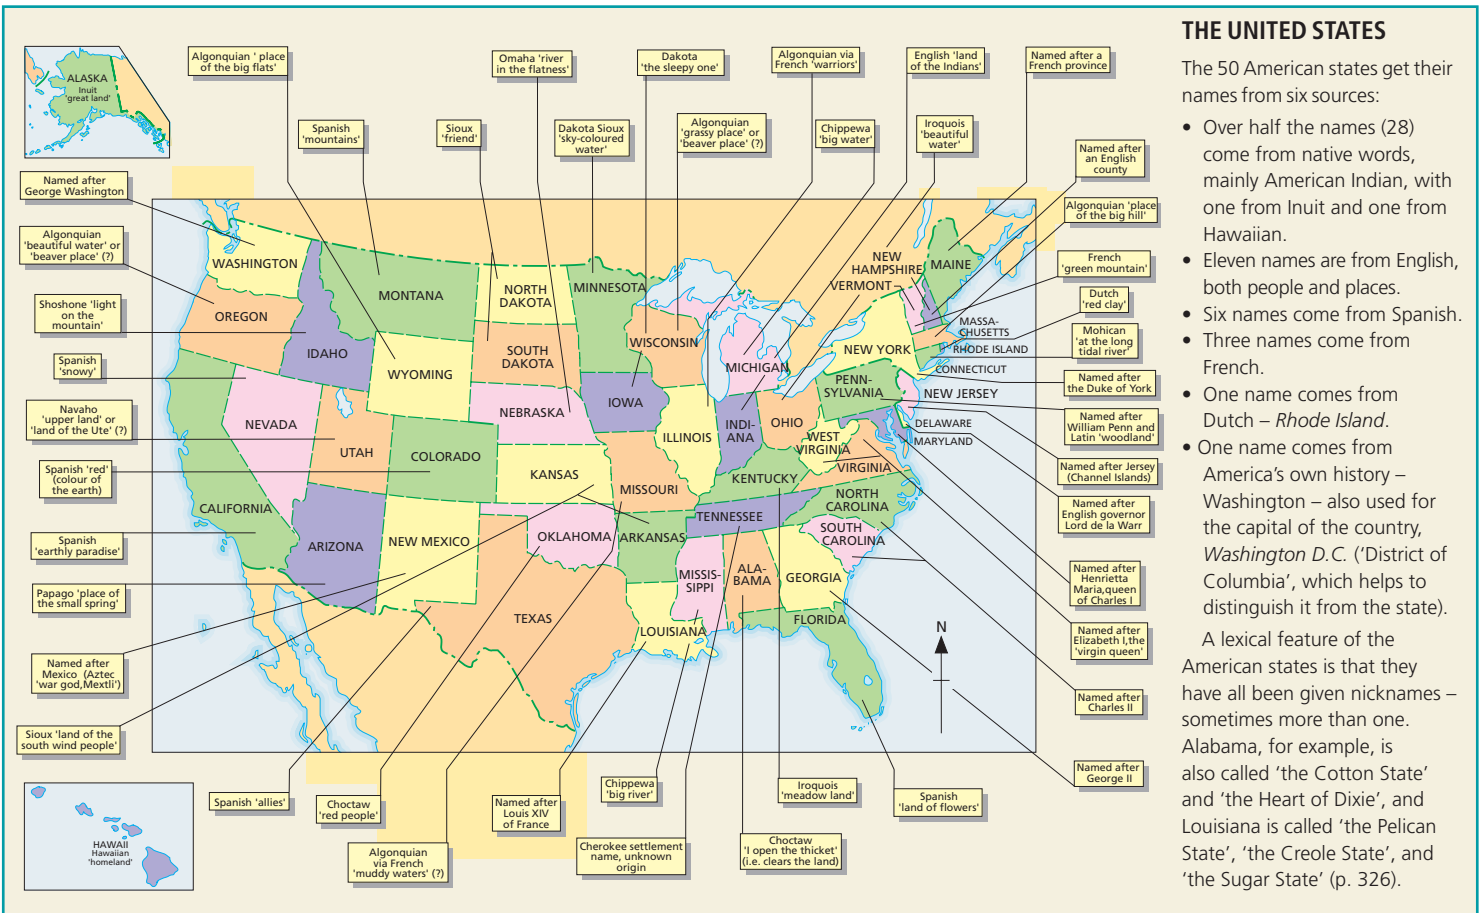 ALASKA
Inuit
'great land'
Algonquian ' place
of the big flats'
Omaha 'river
in the flatness'
Dakota
'the sleepy one'
Algonquian via
French 'warriors'
English 'land
of the Indians'
Named after a
French province
Spanish
'mountains'
Sioux
'friend'
Dakota Sioux
'sky-coloured
water'
Algonquian
'grassy place' or
'beaver place' (?)
Chippewa
'big water'
Iroquois
'beautiful
water'
Named after
an English
county
Named after
George Washington
Algonquian 'place
of the big hill'
Algonquian
'beautiful water' or
'beaver place' (?)
French
'green mountain'
Shoshone 'light
on the
mountain'
Dutch
'red clay'
Mohican
'at the long
tidal river'
Spanish
'snowy'
Named after
the Duke of York
Navaho
'upper land' or
'land of the Ute' (?)
Named after
William Penn and
Latin 'woodland'
Spanish 'red'
(colour of
the earth)
Named after Jersey
(Channel Islands)
Named after
English governor
Lord de la Warr
Spanish
'earthly paradise'
Named after
Henrietta
Maria,queen
of Charles I
Papago 'place of
the small spring'
Named after
Elizabeth I,the
'virgin queen'
Named after
Mexico (Aztec
'war god,Mextli')
Named after
Charles II
Sioux 'land of the
south wind people'
Named after
George II
Spanish 'allies'
Choctaw
'red people'
Named after
Louis XIV
of France
Chippewa
'big river'
Iroquois
'meadow land'
Spanish
'land of flowers'
Algonquian
via French
'muddy waters' (?)
Cherokee settlement
name, unknown
origin
Choctaw
'I open the thicket'
(i.e. clears the land)
HAWAII
Hawaiian
'homeland'
WASHINGTON
OREGON
MONTANA
IDAHO
WYOMING
NORTH
DAKOTA
SOUTH
DAKOTA
MINNESOTA
WISCONSIN
MICHIGAN
NEW
HAMPSHIRE
VERMONT
MAINE
MASSA-
CHUSETTS
RHODE ISLAND
CONNECTICUT
NEW YORK
PENN-
SYLVANIA
NEW JERSEY
DELAWARE
MARYLAND
NEVADA
UTAH
COLORADO
NEBRASKA
IOWA
ILLINOIS
INDI-
ANA
OHIO
WEST
VIRGINIA
VIRGINIA
CALIFORNIA
ARIZONA
NEW MEXICO
KANSAS
MISSOURI
KENTUCKY
NORTH
CAROLINA
SOUTH
CAROLINA
TENNESSEE
OKLAHOMA
ARKANSAS
MISSIS-
SIPPI
ALA-
BAMA
GEORGIA
TEXAS
LOUISIANA
FLORIDA
N
THE UNITED STATES
The 50 American states get their
names from six sources:
• Over half the names (28)
come from native words,
mainly American Indian, with
one from Inuit and one from
Hawaiian.
• Eleven names are from English,
both people and places.
• Six names come from Spanish.
• Three names come from
French.
• One name comes from
Dutch – Rhode Island.
• One name comes from
America's own history –
Washington – also used for
the capital of the country,
Washington D.C. ('District of
Columbia', which helps to
distinguish it from the state).
A lexical feature of the
American states is that they
have all been given nicknames –
sometimes more than one.
Alabama, for example, is
also called 'the Cotton State'
and 'the Heart of Dixie', and
Louisiana is called 'the Pelican
State', 'the Creole State', and
'the Sugar State' (p. 326).